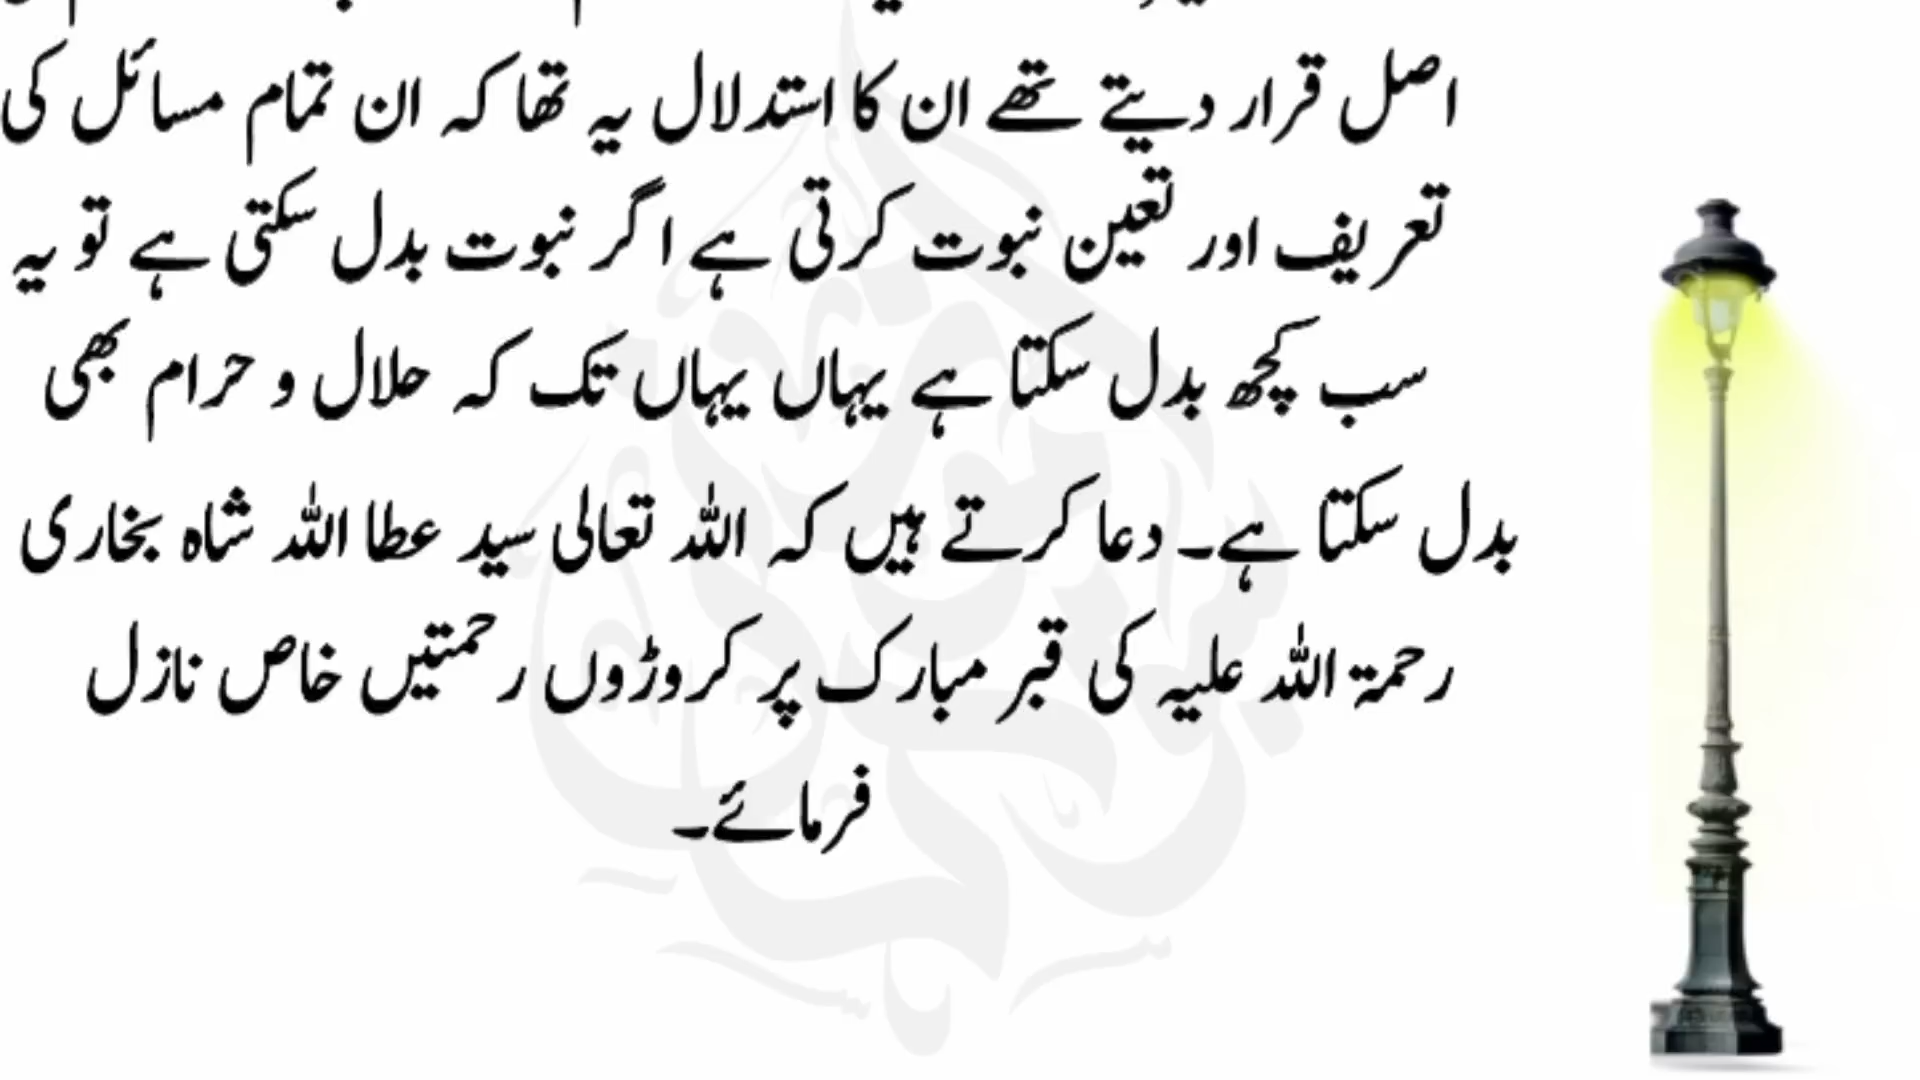 اصل قرار دیتے تھے ان کا استدلال یہ تھا کہ ان تمام مسائل کی
تعریف اور تعین نبوت کرتی ہے اگر نبوت بدل سکتی ہے تو یہ
سب کچھ بدل سکتا ہے یہاں یہاں تک کہ حلال و حرام بھی
بدل سکتا ہے۔ دعا کرتے ہیں کہ اللہ تعالی سید عطا اللہ شاہ بخاری
رحمۃ اللہ علیہ کی قبر مبارک پر کروڑوں رحمتیں خاص نازل
فرمائے۔